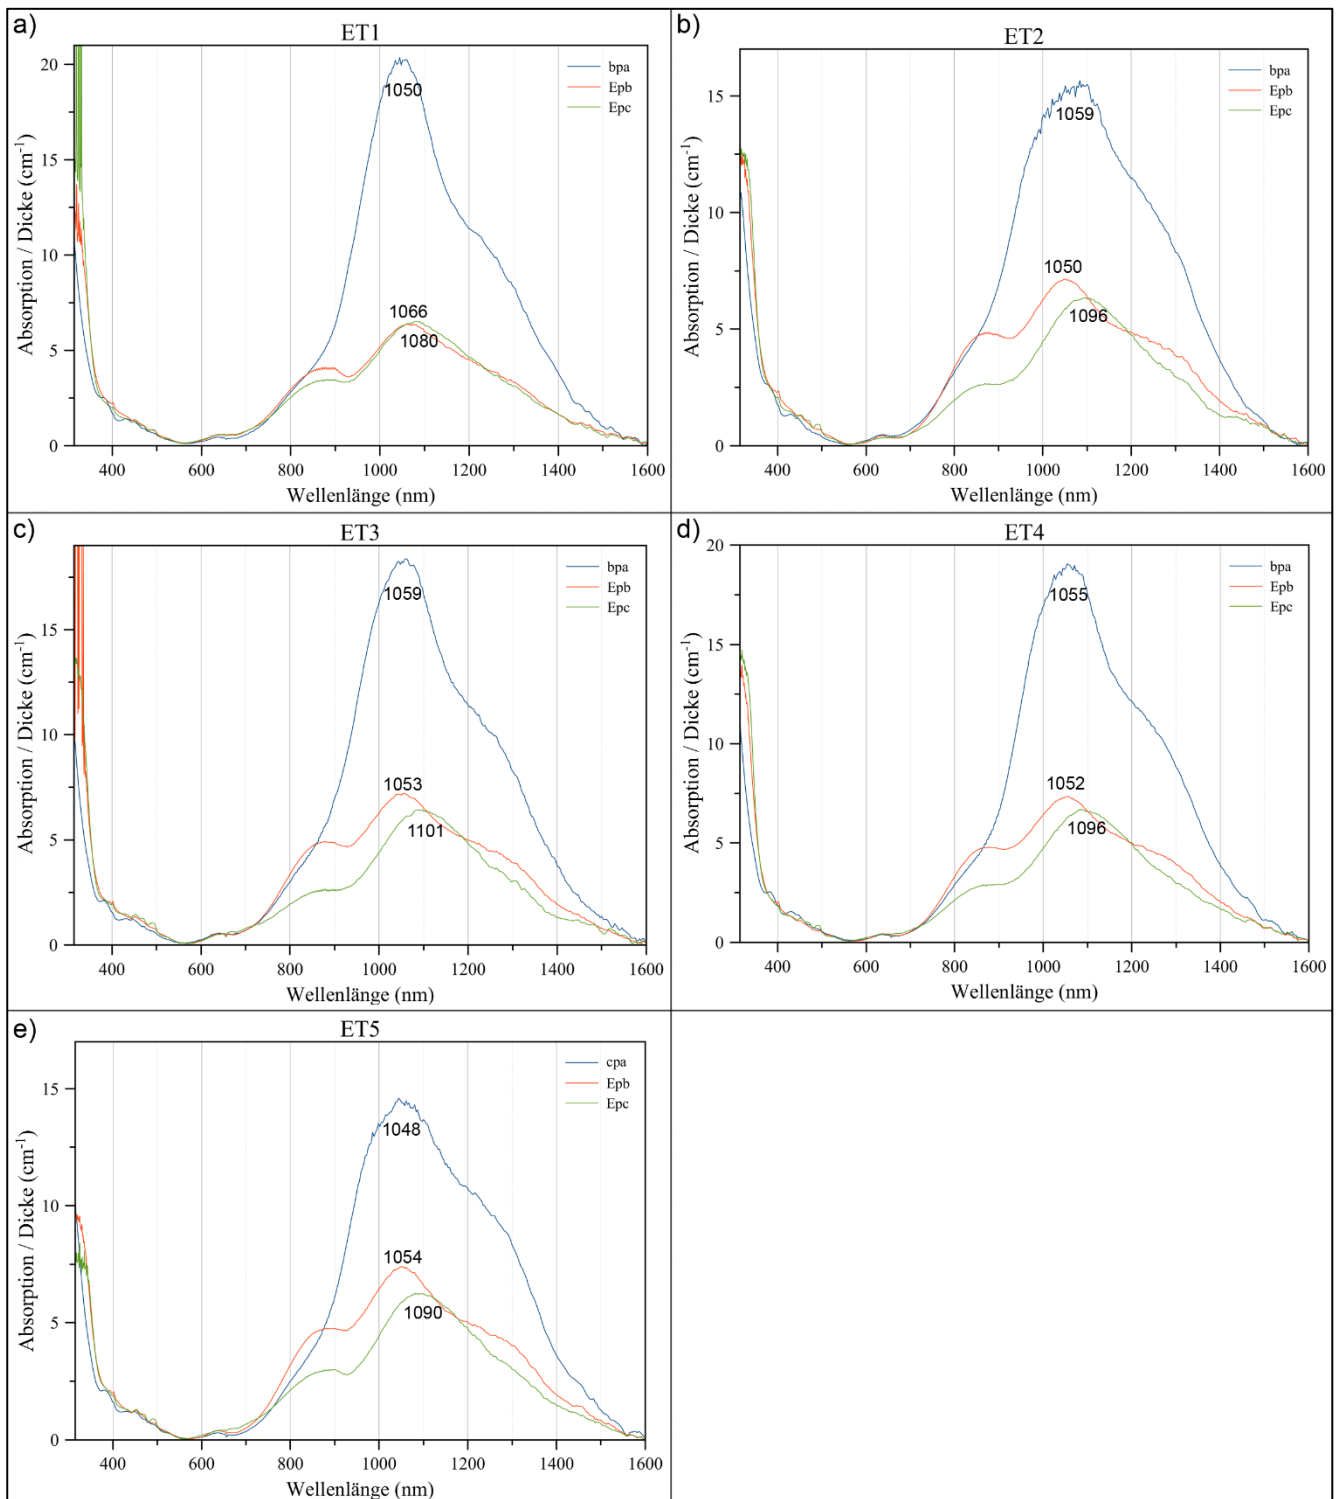 a)
ET1
bpa
Epb
Epc
1050
1066
1080
20
15
10
5
0
400 600 800 1000 1200 1400 1600
Absorption / Dicke (cm⁻¹)
Wellenlänge (nm)
b)
ET2
bpa
Epb
Epc
1059
1050
1096
15
10
5
0
400 600 800 1000 1200 1400 1600
Absorption / Dicke (cm⁻¹)
Wellenlänge (nm)
c)
ET3
bpa
Epb
Epc
1059
1053
1101
15
10
5
0
400 600 800 1000 1200 1400 1600
Absorption / Dicke (cm⁻¹)
Wellenlänge (nm)
d)
ET4
bpa
Epb
Epc
1055
1052
1096
20
15
10
5
0
400 600 800 1000 1200 1400 1600
Absorption / Dicke (cm⁻¹)
Wellenlänge (nm)
e)
ET5
cpa
Epb
Epc
1048
1054
1090
15
10
5
0
400 600 800 1000 1200 1400 1600
Absorption / Dicke (cm⁻¹)
Wellenlänge (nm)